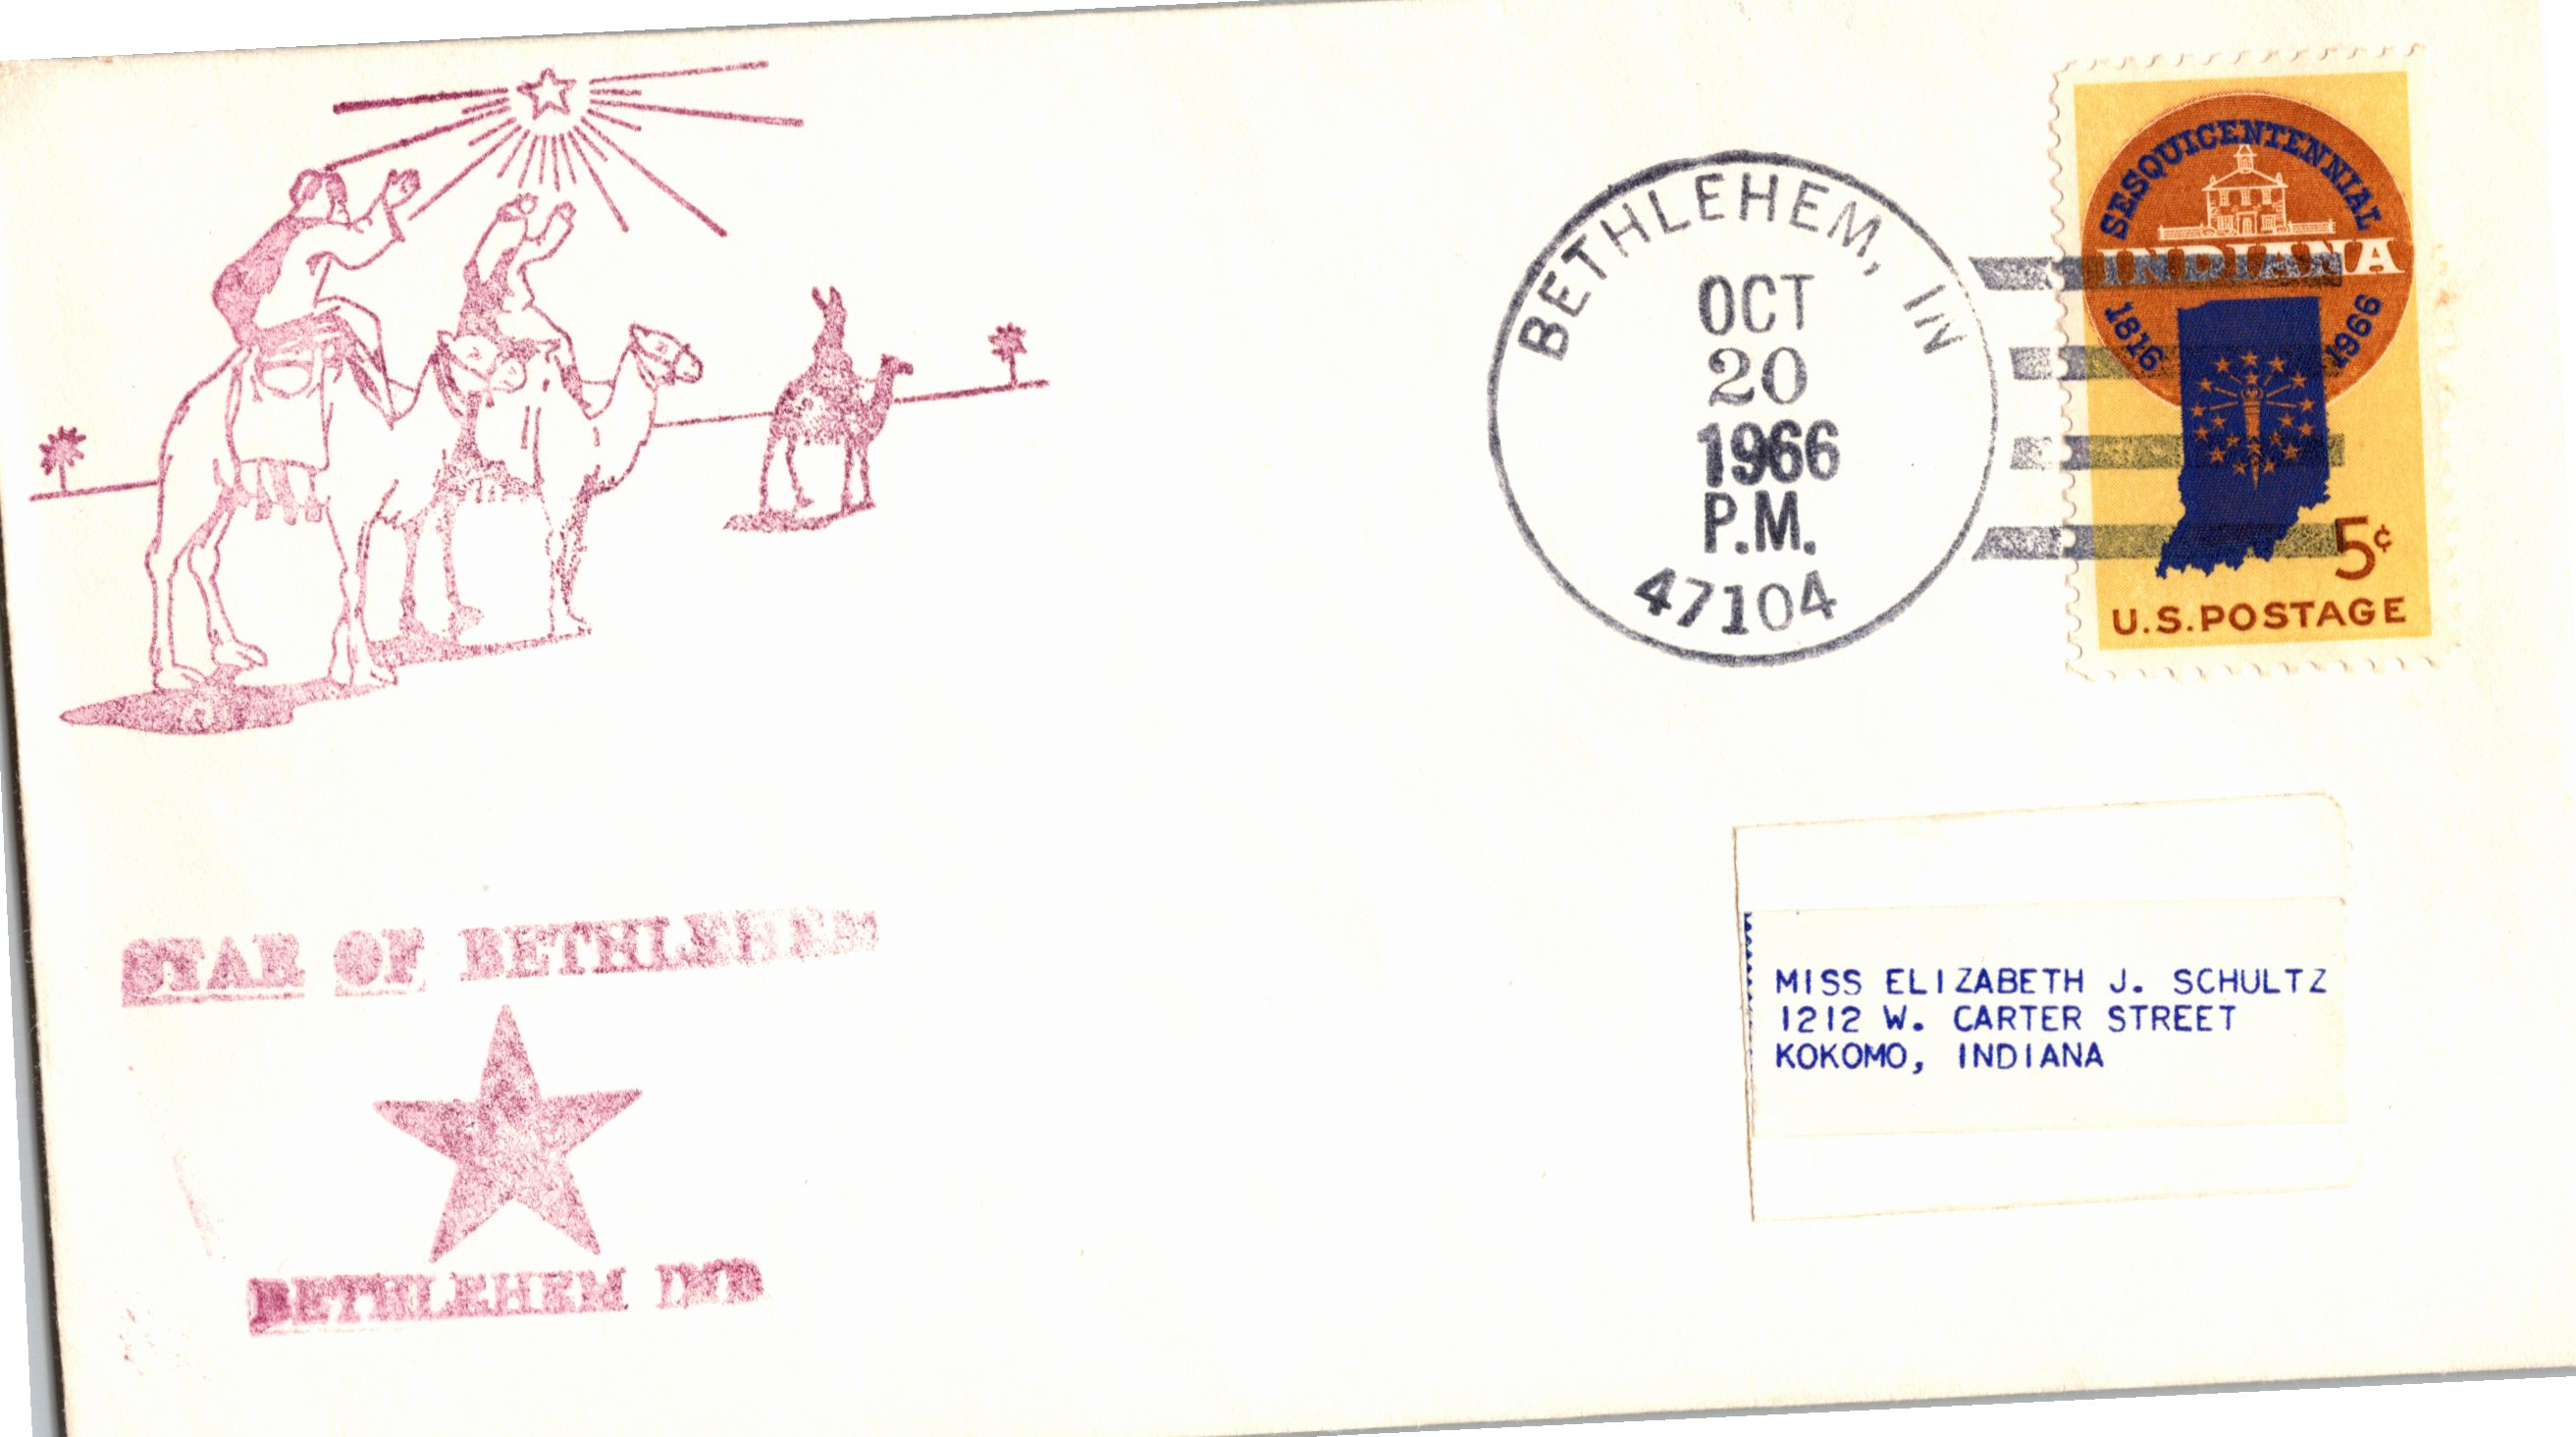 BETHLEHEM, IN
OCT
20
1966
P.M.
47104
SESQUICENTENNIAL
INDIANA
1816 1966
5¢
U.S. POSTAGE
STAR OF BETHLEHEM
BETHLEHEM IND
MISS ELIZABETH J. SCHULTZ
1212 W. CARTER STREET
KOKOMO, INDIANA